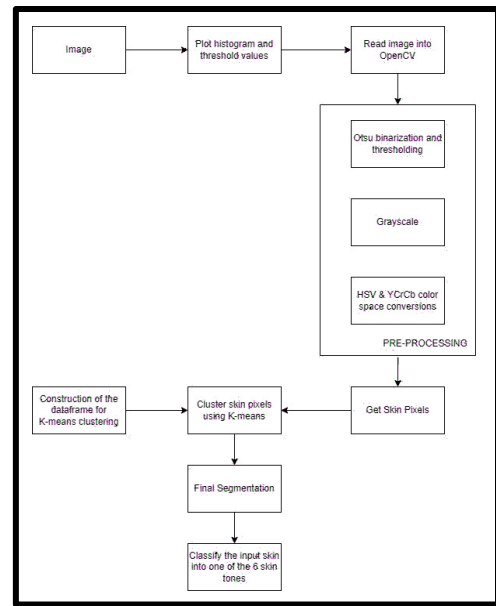 Image
Plot histogram and
threshold values
Read image into
OpenCV
Otsu binarization and
thresholding
Grayscale
HSV & YCrCb color
space conversions
PRE-PROCESSING
Construction of the
dataframe for
K-means clustering
Cluster skin pixels
using K-means
Get Skin Pixels
Final Segmentation
Classify the input skin
into one of the 6 skin
tones